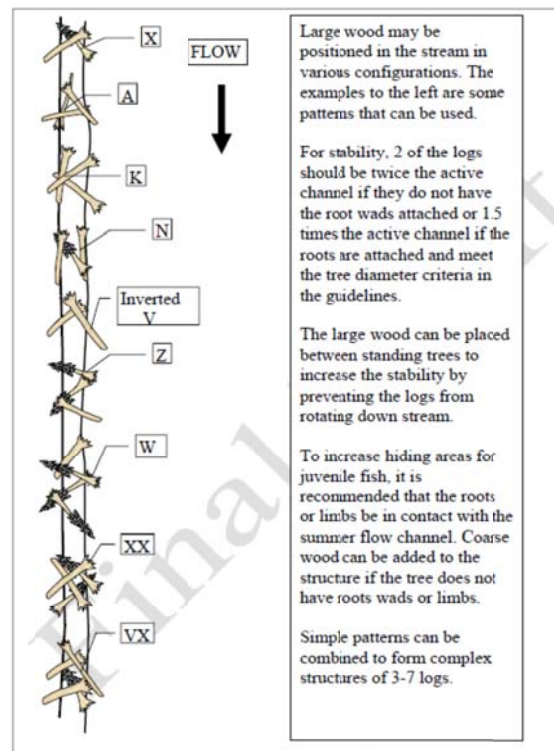 X
FLOW
A
K
N
Inverted
V
Z
W
XX
VX
Large wood may be
positioned in the stream in
various configurations. The
examples to the left are some
patterns that can be used.
For stability, 2 of the logs
should be twice the active
channel if they do not have
the root wads attached or 1.5
times the active channel if the
roots are attached and meet
the tree diameter criteria in
the guidelines.
The large wood can be placed
between standing trees to
increase the stability by
preventing the logs from
rotating down stream.
To increase hiding areas for
juvenile fish, it is
recommended that the roots
or limbs be in contact with the
summer flow channel. Coarse
wood can be added to the
structure if the tree does not
have roots wads or limbs.
Simple patterns can be
combined to form complex
structures of 3-7 logs.
Final